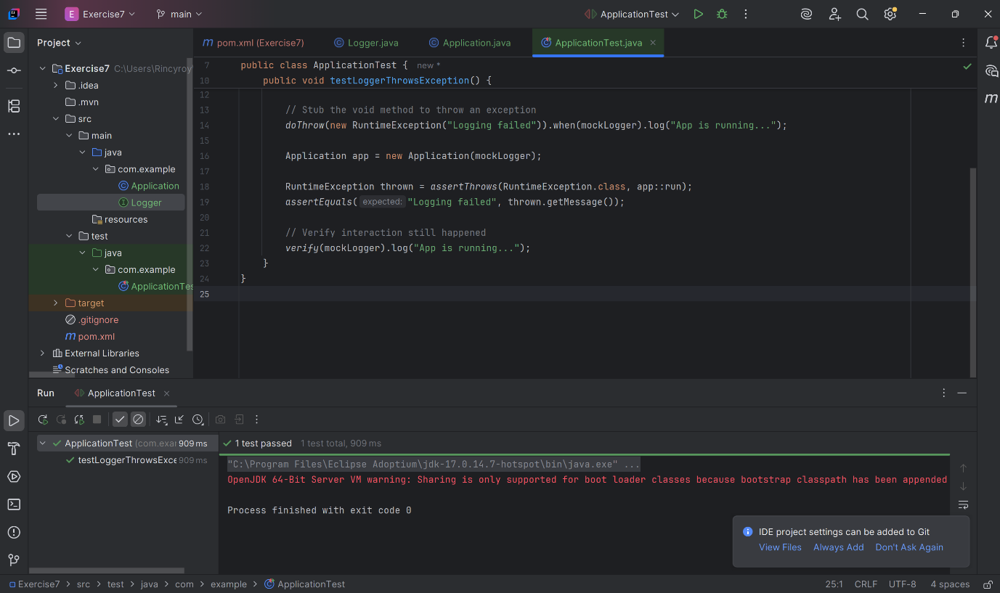 E Exercise7 main ApplicationTest
Project
Exercise7 C:\Users\Rincyroy
.idea
.mvn
src
main
java
com.example
Application
Logger
resources
test
java
com.example
ApplicationTes
target
.gitignore
m pom.xml
External Libraries
Scratches and Consoles
m pom.xml (Exercise7) Logger.java Application.java ApplicationTest.java
7 public class ApplicationTest { new *
10 public void testLoggerThrowsException() {
12
13 // Stub the void method to throw an exception
14 doThrow(new RuntimeException("Logging failed")).when(mockLogger).log("App is running...");
15
16 Application app = new Application(mockLogger);
17
18 RuntimeException thrown = assertThrows(RuntimeException.class, app::run);
19 assertEquals( expected: "Logging failed", thrown.getMessage());
20
21 // Verify interaction still happened
22 verify(mockLogger).log("App is running...");
23 }
24 }
25
m
Run ApplicationTest
ApplicationTest (com.exar 909 ms
testLoggerThrowsExce 909 ms
1 test passed 1 test total, 909 ms
"C:\Program Files\Eclipse Adoptium\jdk-17.0.14.7-hotspot\bin\java.exe" ...
OpenJDK 64-Bit Server VM warning: Sharing is only supported for boot loader classes because bootstrap classpath has been appended
Process finished with exit code 0
IDE project settings can be added to Git
View Files Always Add Don't Ask Again
Exercise7 > src > test > java > com > example > ApplicationTest
25:1 CRLF UTF-8 4 spaces